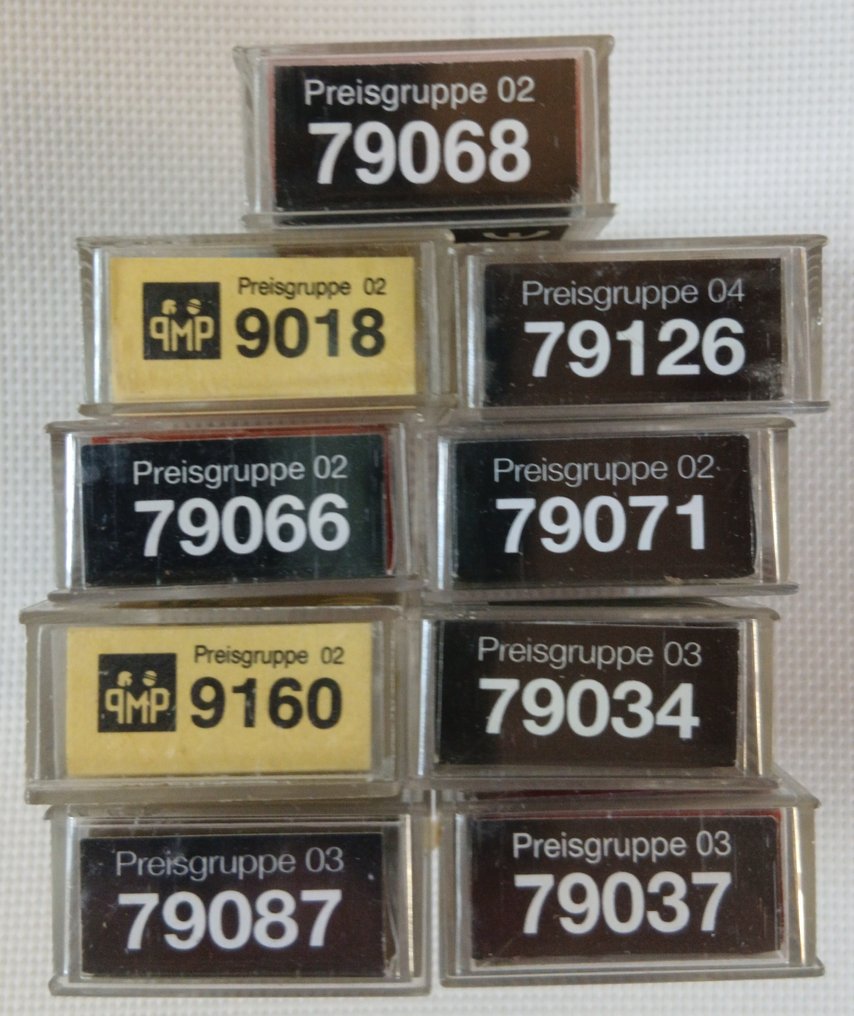 Preisgruppe 02
79068
Preisgruppe 02
PMP 9018
Preisgruppe 04
79126
Preisgruppe 02
79066
Preisgruppe 02
79071
Preisgruppe 02
PMP 9160
Preisgruppe 03
79034
Preisgruppe 03
79087
Preisgruppe 03
79037